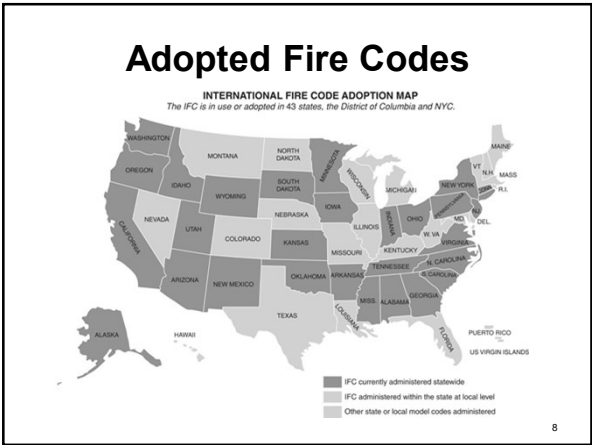 Adopted Fire Codes
INTERNATIONAL FIRE CODE ADOPTION MAP
The IFC is in use or adopted in 43 states, the District of Columbia and NYC.
WASHINGTON
OREGON
IDAHO
MONTANA
NORTH
DAKOTA
SOUTH
DAKOTA
MINNESOTA
WISCONSIN
MICHIGAN
MAINE
VT
N.H.
MASS
R.I.
NEW YORK
PENNSYLVANIA
N.J.
DEL.
MD.
WYOMING
IOWA
NEBRASKA
NEVADA
UTAH
COLORADO
CALIFORNIA
KANSAS
MISSOURI
ILLINOIS
INDIANA
OHIO
W. VA
VIRGINIA
KENTUCKY
N. CAROLINA
S. CAROLINA
TENNESSEE
ARIZONA
NEW MEXICO
OKLAHOMA
ARKANSAS
MISS.
ALABAMA
GEORGIA
TEXAS
LOUISIANA
FLORIDA
ALASKA
HAWAII
PUERTO RICO
US VIRGIN ISLANDS
IFC currently administered statewide
IFC administered within the state at local level
Other state or local model codes administered
8